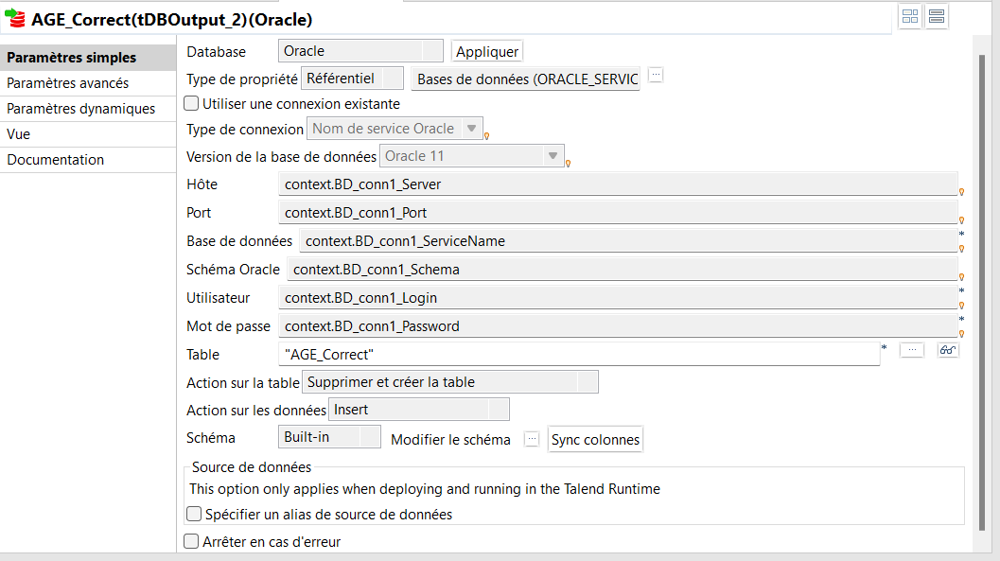 AGE_Correct(tDBOutput_2)(Oracle)
Paramètres simples
Paramètres avancés
Paramètres dynamiques
Vue
Documentation
Database Oracle Appliquer
Type de propriété Référentiel Bases de données (ORACLE_SERVIC ...
Utiliser une connexion existante
Type de connexion Nom de service Oracle
Version de la base de données Oracle 11
Hôte context.BD_conn1_Server
Port context.BD_conn1_Port
Base de données context.BD_conn1_ServiceName *
Schéma Oracle context.BD_conn1_Schema
Utilisateur context.BD_conn1_Login *
Mot de passe context.BD_conn1_Password *
Table "AGE_Correct" * ...
Action sur la table Supprimer et créer la table
Action sur les données Insert
Schéma Built-in Modifier le schéma ... Sync colonnes
Source de données
This option only applies when deploying and running in the Talend Runtime
Spécifier un alias de source de données
Arrêter en cas d'erreur